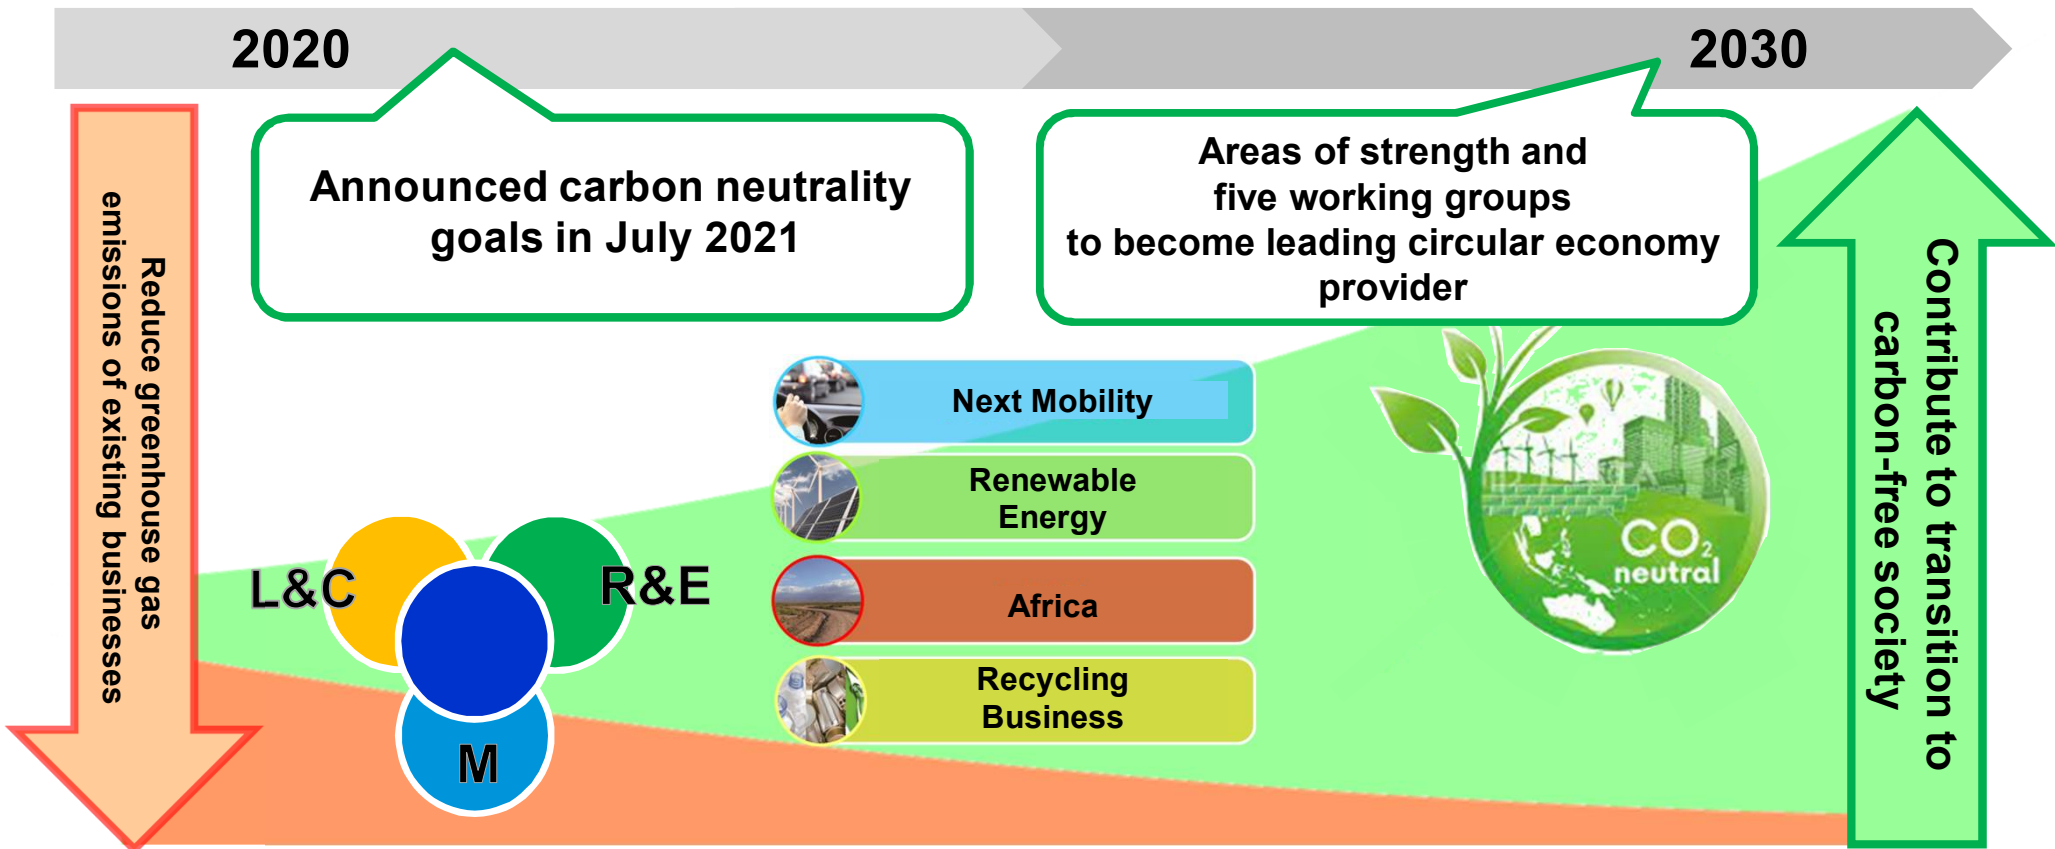 2020
2030
Announced carbon neutrality
goals in July 2021
Areas of strength and
five working groups
to become leading circular economy
provider
Reduce greenhouse gas
emissions of existing businesses
L&C
R&E
M
Next Mobility
Renewable
Energy
Africa
Recycling
Business
CO2
neutral
Contribute to transition to
carbon-free society